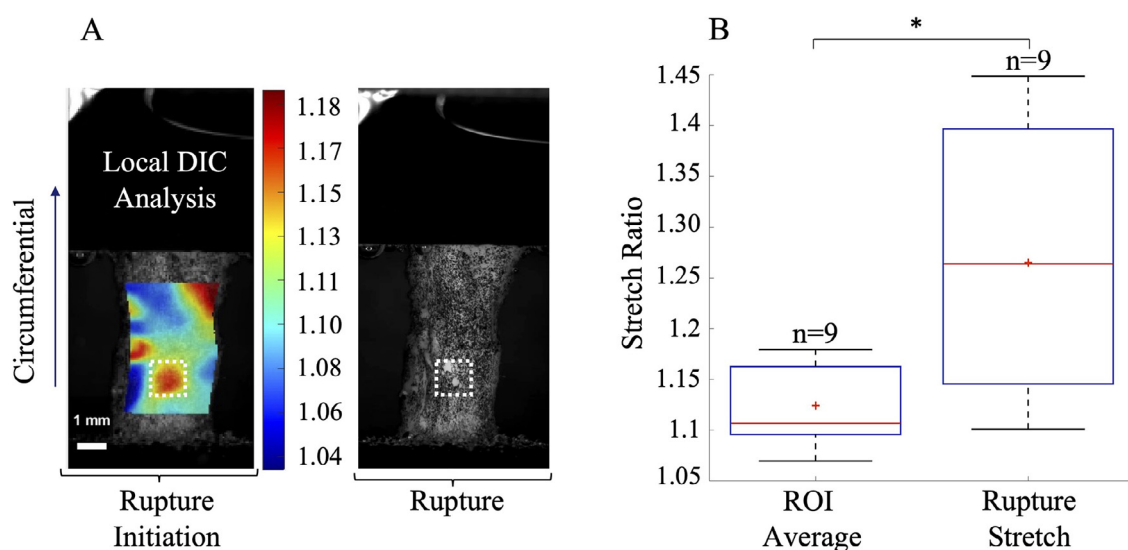 A
Local DIC
Analysis
Circumferential
1 mm
1.18
1.17
1.15
1.13
1.10
1.08
1.06
1.04
Rupture
Initiation
Rupture
B
*
n=9
n=9
Stretch Ratio
1.45
1.4
1.35
1.30
1.25
1.2
1.15
1.1
1.05
ROI
Average
Rupture
Stretch